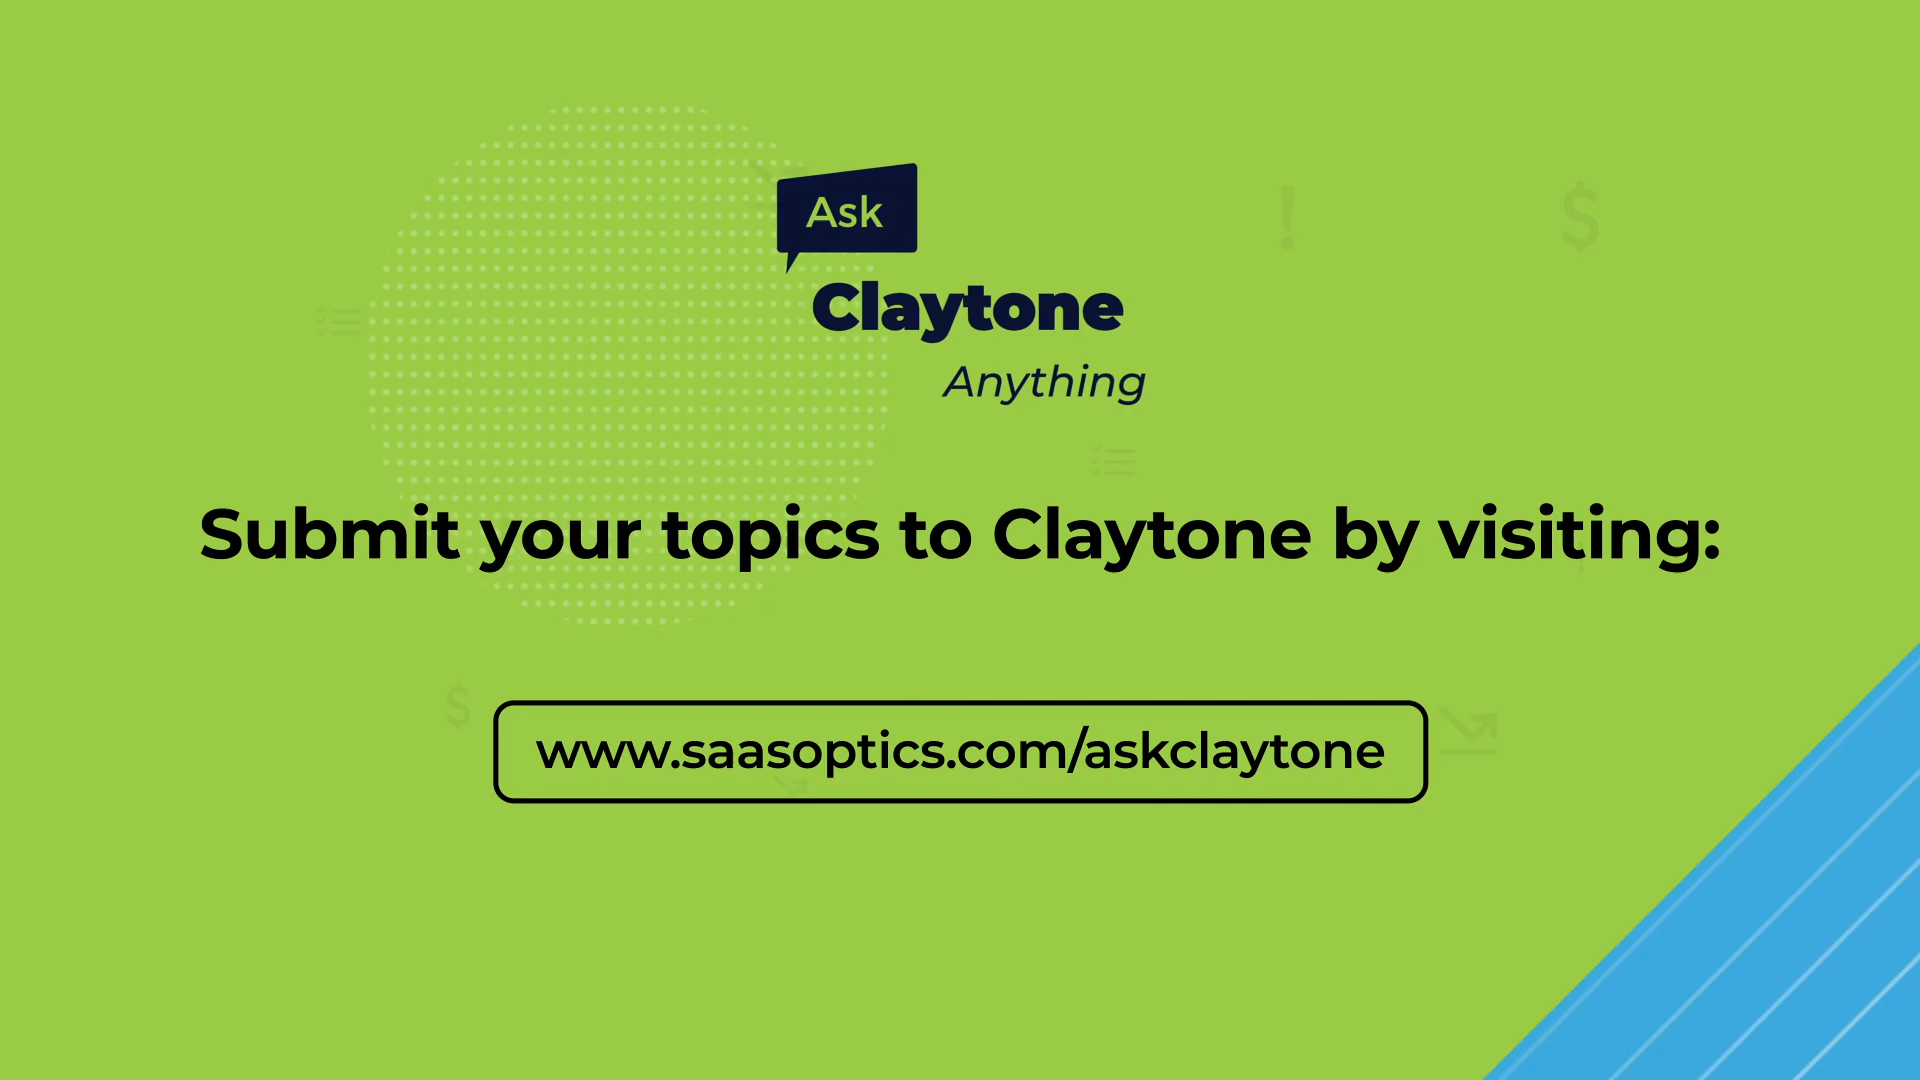 Ask
Claytone
Anything
Submit your topics to Claytone by visiting:
www.saasoptics.com/askclaytone